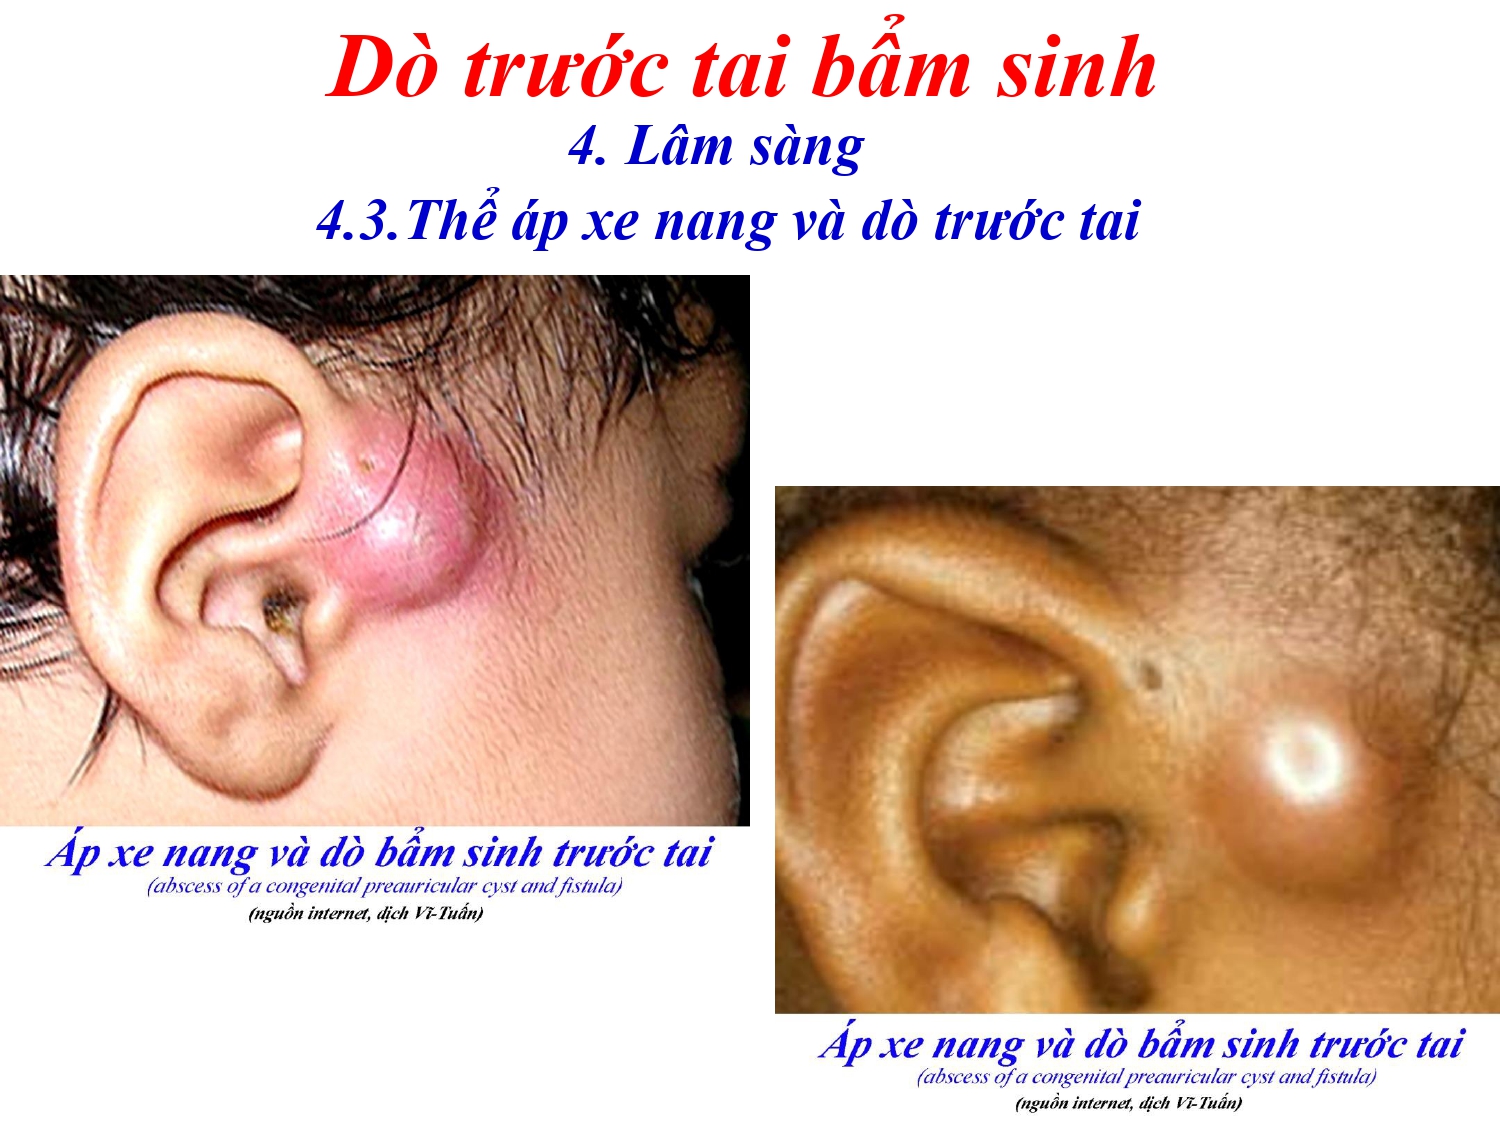 Dò trước tai bẩm sinh
4. Lâm sàng
4.3.Thể áp xe nang và dò trước tai
Áp xe nang và dò bẩm sinh trước tai
(abscess of a congenital preauricular cyst and fistula)
(nguồn internet, dịch Vĩ-Tuấn)
Áp xe nang và dò bẩm sinh trước tai
(abscess of a congenital preauricular cyst and fistula)
(nguồn internet, dịch Vĩ-Tuấn)